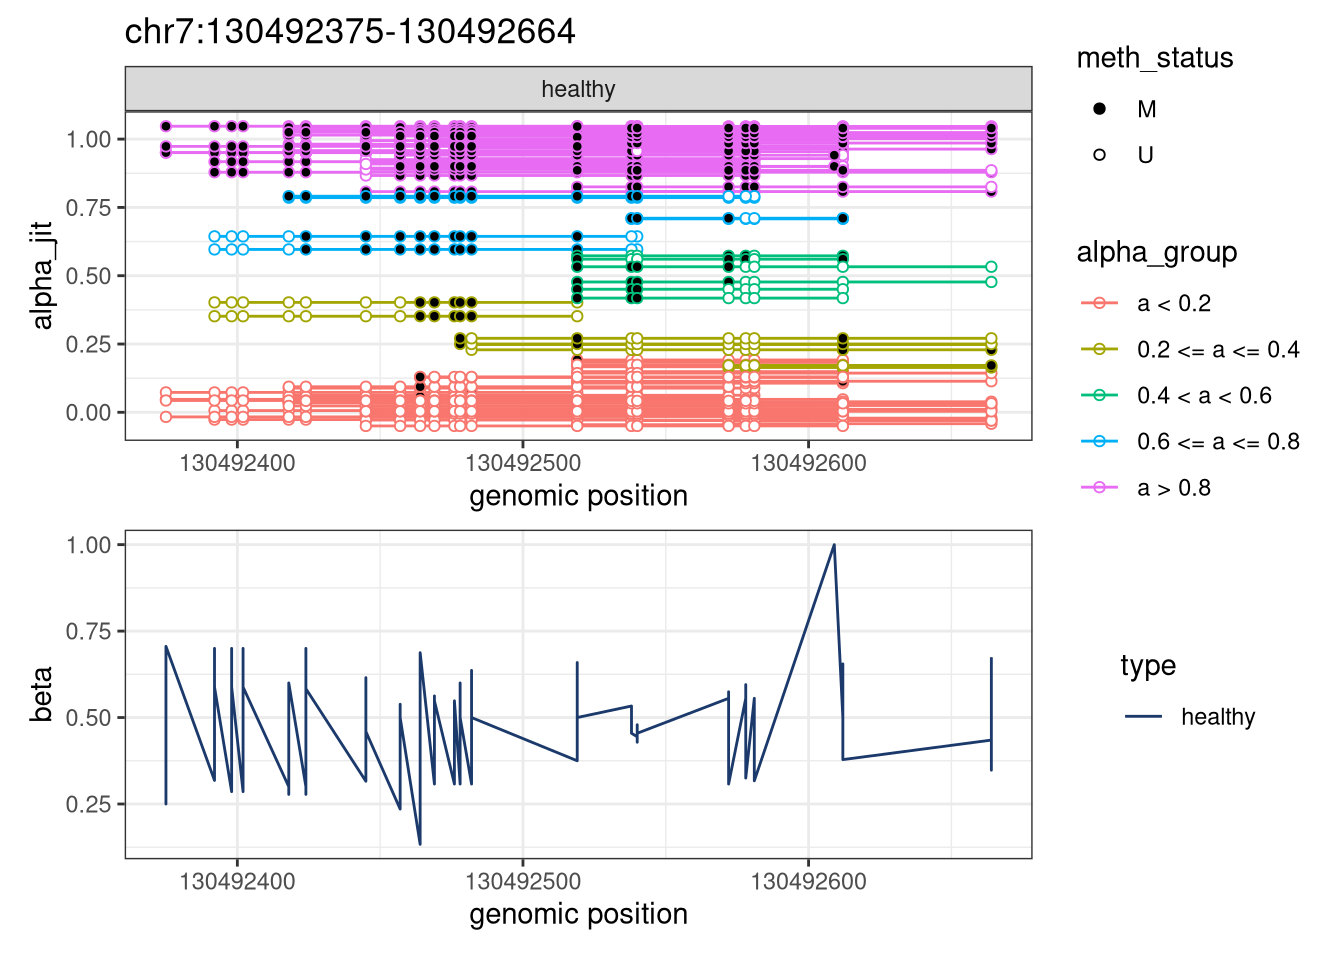 chr7:130492375-130492664
healthy
1.00
0.75
0.50
0.25
0.00
alpha_jit
130492400 130492500 130492600
genomic position
meth_status
M
U
alpha_group
a < 0.2
0.2 <= a <= 0.4
0.4 < a < 0.6
0.6 <= a <= 0.8
a > 0.8
1.00
0.75
0.50
0.25
beta
130492400 130492500 130492600
genomic position
type
healthy